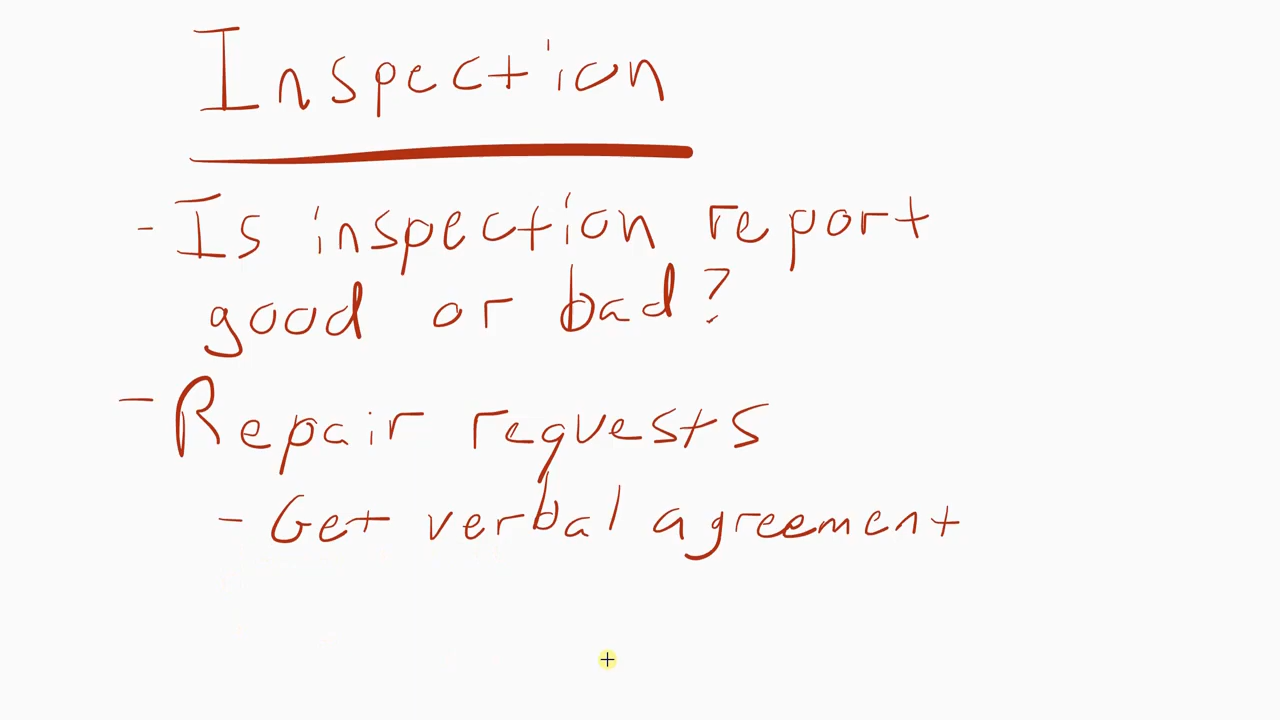 Inspection
- Is inspection report
good or bad?
- Repair requests
- Get verbal agreement